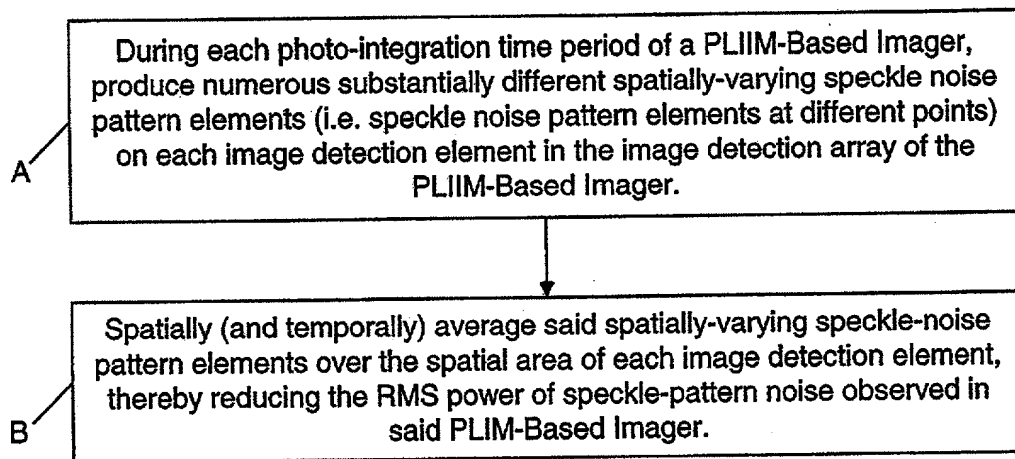 During each photo-integration time period of a PLIIM-Based Imager,
produce numerous substantially different spatially-varying speckle noise
pattern elements (i.e. speckle noise pattern elements at different points)
on each image detection element in the image detection array of the
PLIIM-Based Imager.
A
Spatially (and temporally) average said spatially-varying speckle-noise
pattern elements over the spatial area of each image detection element,
thereby reducing the RMS power of speckle-pattern noise observed in
said PLIM-Based Imager.
B